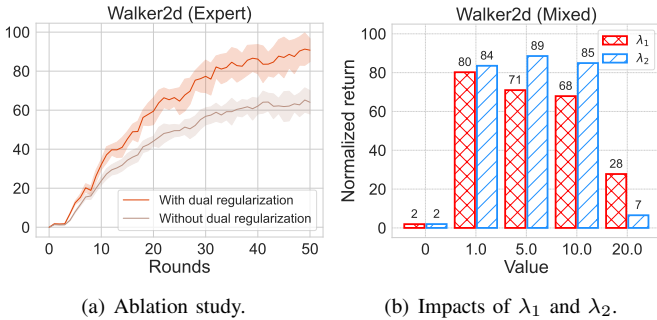 Walker2d (Expert)
100
80
60
40
20
0
0 10 20 30 40 50
Rounds
With dual regularization
Without dual regularization
(a) Ablation study.
Walker2d (Mixed)
Normalized return
100
80
60
40
20
0
λ1
λ2
2 2 80 84 71 89 68 85 28 7
0 1.0 5.0 10.0 20.0
Value
(b) Impacts of λ1 and λ2.